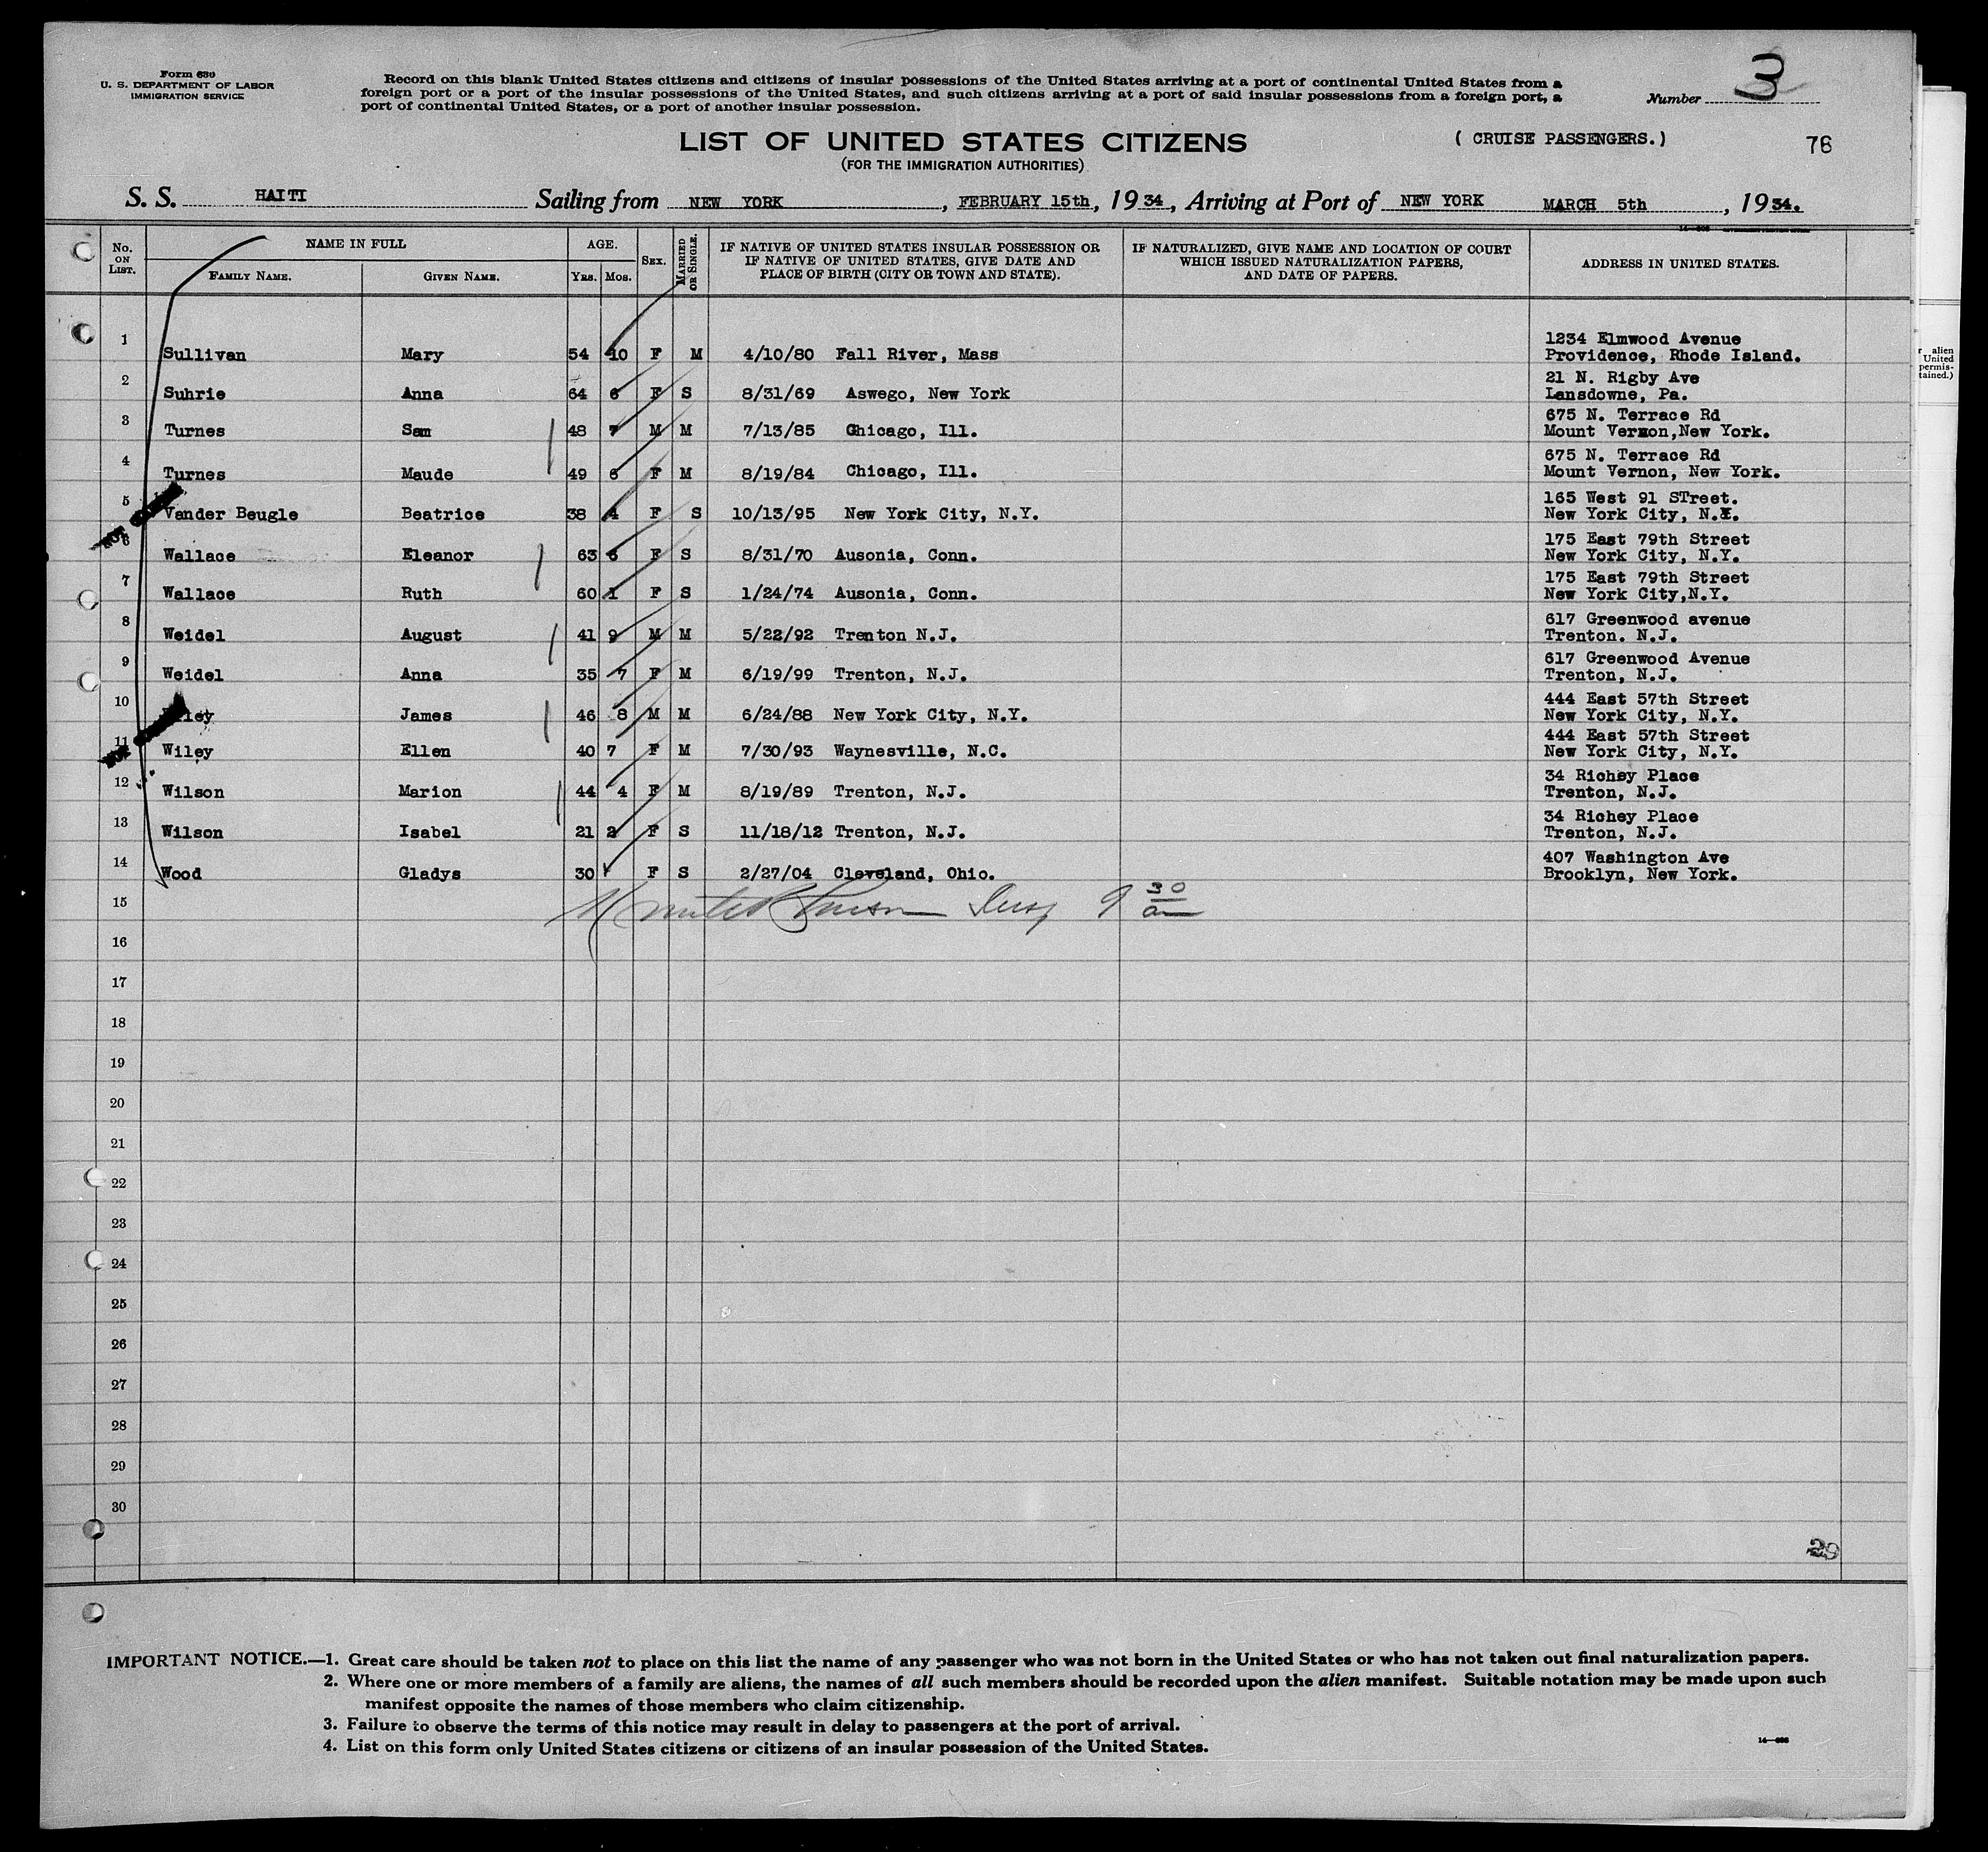 Form 630
U. S. DEPARTMENT OF LABOR
IMMIGRATION SERVICE
Record on this blank United States citizens and citizens of insular possessions of the United States arriving at a port of continental United States from a
foreign port or a port of the insular possessions of the United States, and such citizens arriving at a port of said insular possessions from a foreign port, a
port of continental United States, or a port of another insular possession.
Number 3
LIST OF UNITED STATES CITIZENS
( CRUISE PASSENGERS.)
76
(FOR THE IMMIGRATION AUTHORITIES)
S. S. HAITI Sailing from NEW YORK , FEBRUARY 15th, 1934, Arriving at Port of NEW YORK MARCH 5th , 1934.
No. ON LIST. NAME IN FULL FAMILY NAME. GIVEN NAME. AGE. YRS. MOS. SEX. MARRIED OR SINGLE.
IF NATIVE OF UNITED STATES INSULAR POSSESSION OR
IF NATIVE OF UNITED STATES, GIVE DATE AND
PLACE OF BIRTH (CITY OR TOWN AND STATE).
IF NATURALIZED, GIVE NAME AND LOCATION OF COURT
WHICH ISSUED NATURALIZATION PAPERS,
AND DATE OF PAPERS.
ADDRESS IN UNITED STATES.
1 Sullivan Mary 54 10 F M 4/10/80 Fall River, Mass 1234 Elmwood Avenue
Providence, Rhode Island.
2 Suhrie Anna 64 6 F S 8/31/69 Aswego, New York 21 N. Rigby Ave
Lansdowne, Pa.
3 Turnes Sam 48 7 M M 7/13/85 Chicago, Ill. 675 N. Terrace Rd
Mount Vernon,New York.
4 Turnes Maude 49 6 F M 8/19/84 Chicago, Ill. 675 N. Terrace Rd
Mount Vernon, New York.
5 Vander Beugle Beatrice 38 4 F S 10/13/95 New York City, N.Y. 165 West 91 STreet.
New York City, N.Y.
6 Wallace Eleanor 63 6 F S 8/31/70 Ausonia, Conn. 175 East 79th Street
New York City, N.Y.
7 Wallace Ruth 60 1 F S 1/24/74 Ausonia, Conn. 175 East 79th Street
New York City,N.Y.
8 Weidel August 41 9 M M 5/22/92 Trenton N.J. 617 Greenwood avenue
Trenton. N.J.
9 Weidel Anna 35 7 F M 6/19/99 Trenton, N.J. 617 Greenwood Avenue
Trenton, N.J.
10 James 46 8 M M 6/24/88 New York City, N.Y. 444 East 57th Street
New York City, N.Y.
11 Wiley Ellen 40 7 F M 7/30/93 Waynesville, N.C. 444 East 57th Street
New York City, N.Y.
12 Wilson Marion 44 4 F M 8/19/89 Trenton, N.J. 34 Richey Place
Trenton, N.J.
13 Wilson Isabel 21 2 F S 11/18/12 Trenton, N.J. 34 Richey Place
Trenton, N.J.
14 Wood Gladys 30 F S 2/27/04 Cleveland, Ohio. 407 Washington Ave
Brooklyn, New York.
15 9 30
16
17
18
19
20
21
22
23
24
25
26
27
28
29
30
29
IMPORTANT NOTICE.—1. Great care should be taken not to place on this list the name of any passenger who was not born in the United States or who has not taken out final naturalization papers.
2. Where one or more members of a family are aliens, the names of all such members should be recorded upon the alien manifest. Suitable notation may be made upon such
manifest opposite the names of those members who claim citizenship.
3. Failure to observe the terms of this notice may result in delay to passengers at the port of arrival.
4. List on this form only United States citizens or citizens of an insular possession of the United States.
r alien
United
permis-
tained.)